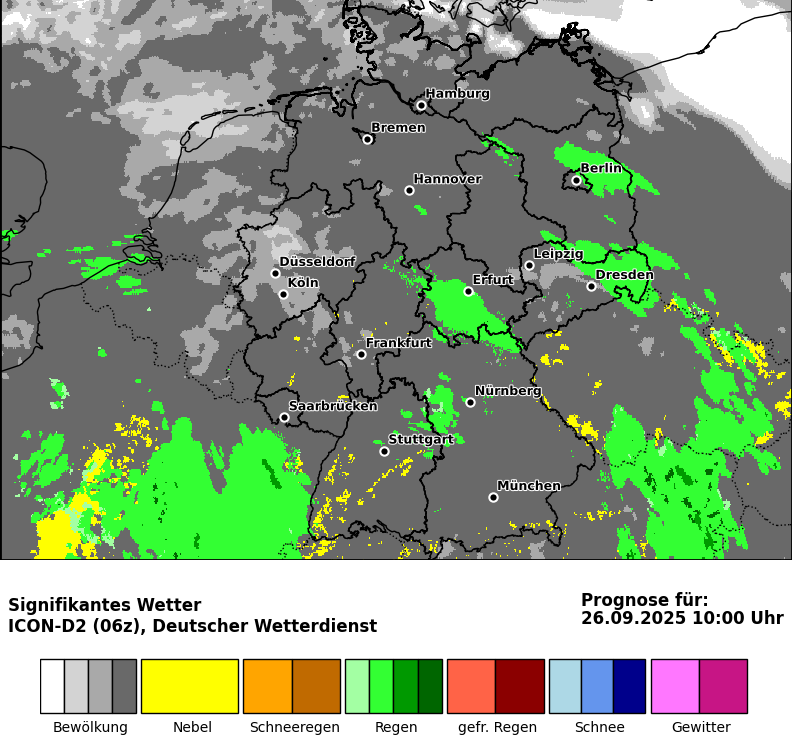 Hamburg
Bremen
Berlin
Hannover
Leipzig
Düsseldorf
Dresden
Erfurt
Köln
Frankfurt
Nürnberg
Saarbrücken
Stuttgart
München
Signifikantes Wetter
ICON-D2 (06z), Deutscher Wetterdienst
Prognose für:
26.09.2025 10:00 Uhr
Bewölkung Nebel Schneeregen Regen gefr. Regen Schnee Gewitter